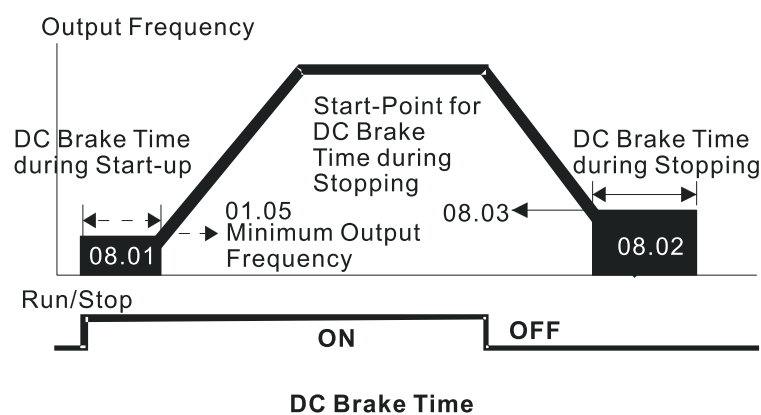 Output Frequency
Start-Point for
DC Brake
Time during
Stopping
DC Brake Time
during Start-up
DC Brake Time
during Stopping
01.05
Minimum Output
Frequency
08.03
08.01
08.02
Run/Stop
ON
OFF
DC Brake Time